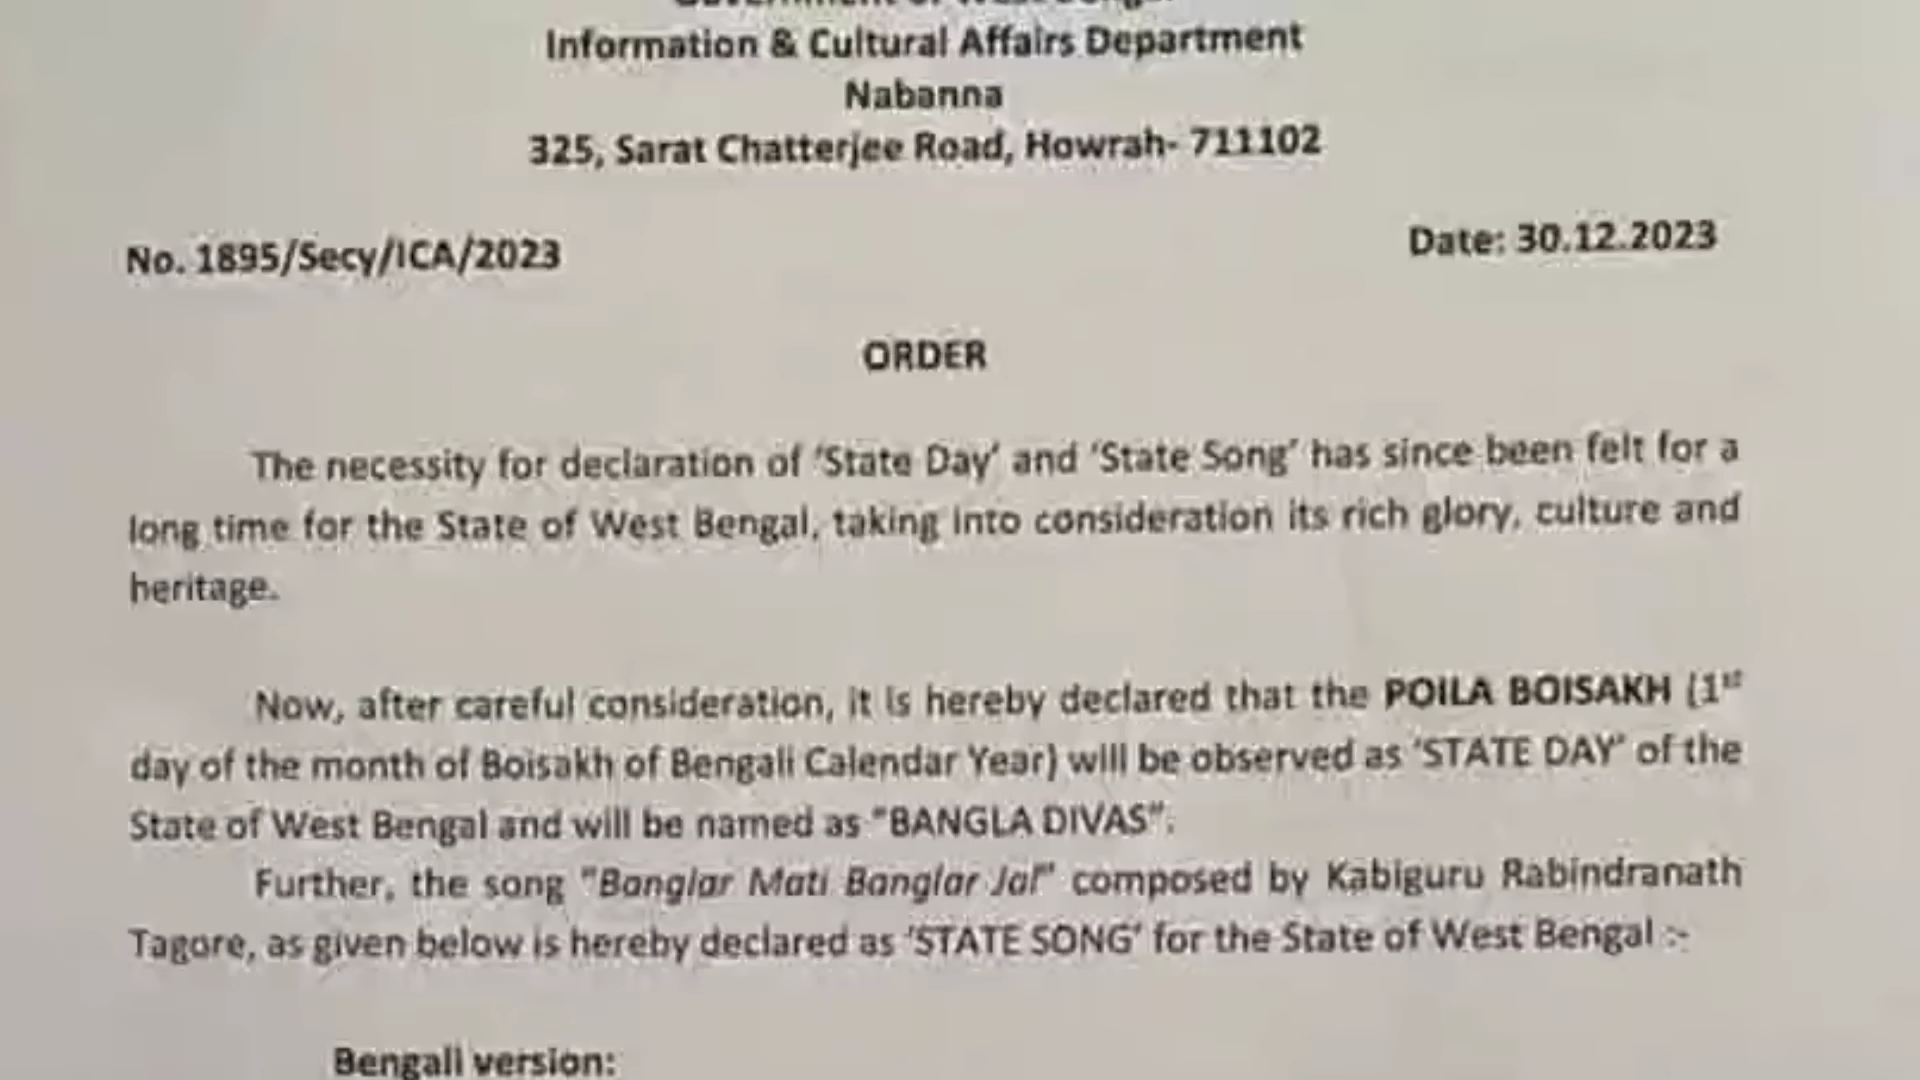 Government of West Bengal
Information & Cultural Affairs Department
Nabanna
325, Sarat Chatterjee Road, Howrah- 711102
No. 1895/Secy/ICA/2023
Date: 30.12.2023
ORDER
The necessity for declaration of ‘State Day’ and ‘State Song’ has since been felt for a
long time for the State of West Bengal, taking into consideration its rich glory, culture and
heritage.
Now, after careful consideration, it is hereby declared that the POILA BOISAKH (1st
day of the month of Boisakh of Bengali Calendar Year) will be observed as ‘STATE DAY’ of the
State of West Bengal and will be named as "BANGLA DIVAS".
Further, the song "Banglar Mati Banglar Jal" composed by Kabiguru Rabindranath
Tagore, as given below is hereby declared as ‘STATE SONG’ for the State of West Bengal :-
Bengali version: